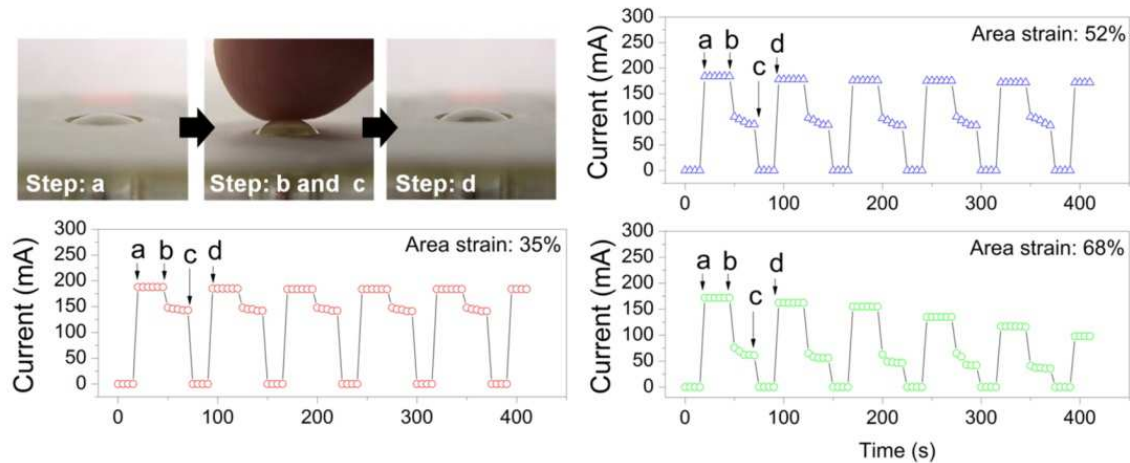 Step: a
Step: b and c
Step: d
Current (mA)
300
250
200
150
100
50
0
Area strain: 35%
a
b
c
d
0
100
200
300
400
Current (mA)
300
250
200
150
100
50
0
Area strain: 52%
a
b
c
d
0
100
200
300
400
Current (mA)
300
250
200
150
100
50
0
Area strain: 68%
a
b
c
d
0
100
200
300
400
Time (s)